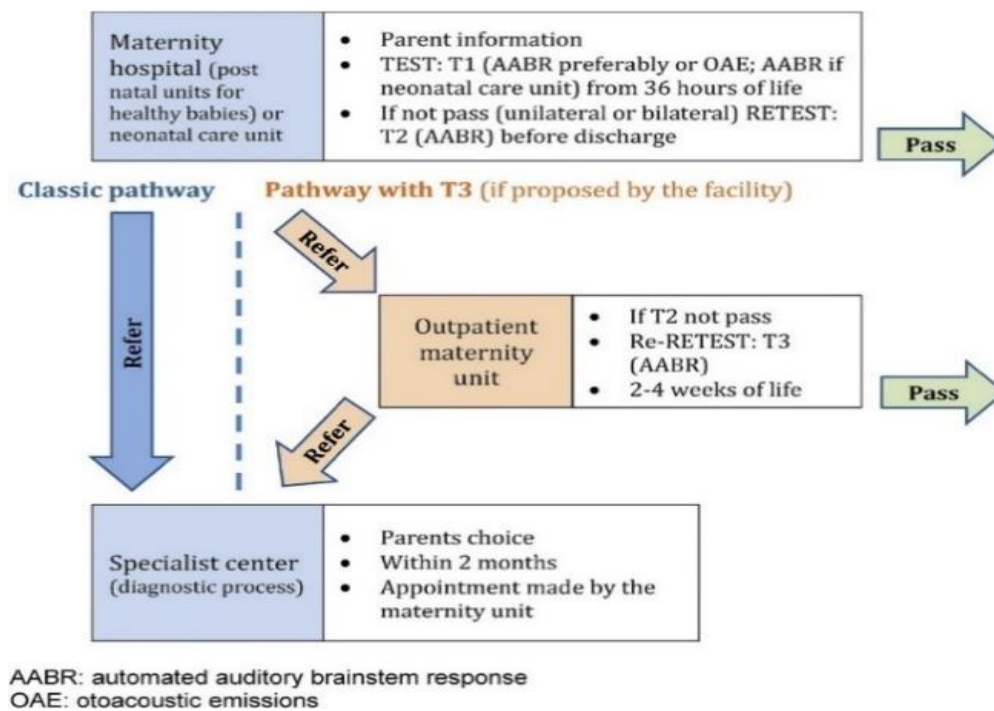 Maternity
hospital (post
natal units for
healthy babies) or
neonatal care unit
• Parent information
• TEST: T1 (AABR preferably or OAE; AABR if
neonatal care unit) from 36 hours of life
• If not pass (unilateral or bilateral) RETEST:
T2 (AABR) before discharge
Pass
Classic pathway
Pathway with T3 (if proposed by the facility)
Refer
Refer
Outpatient
maternity
unit
• If T2 not pass
• Re-RETEST: T3
(AABR)
• 2-4 weeks of life
Pass
Refer
Specialist center
(diagnostic process)
• Parents choice
• Within 2 months
• Appointment made by the
maternity unit
AABR: automated auditory brainstem response
OAE: otoacoustic emissions